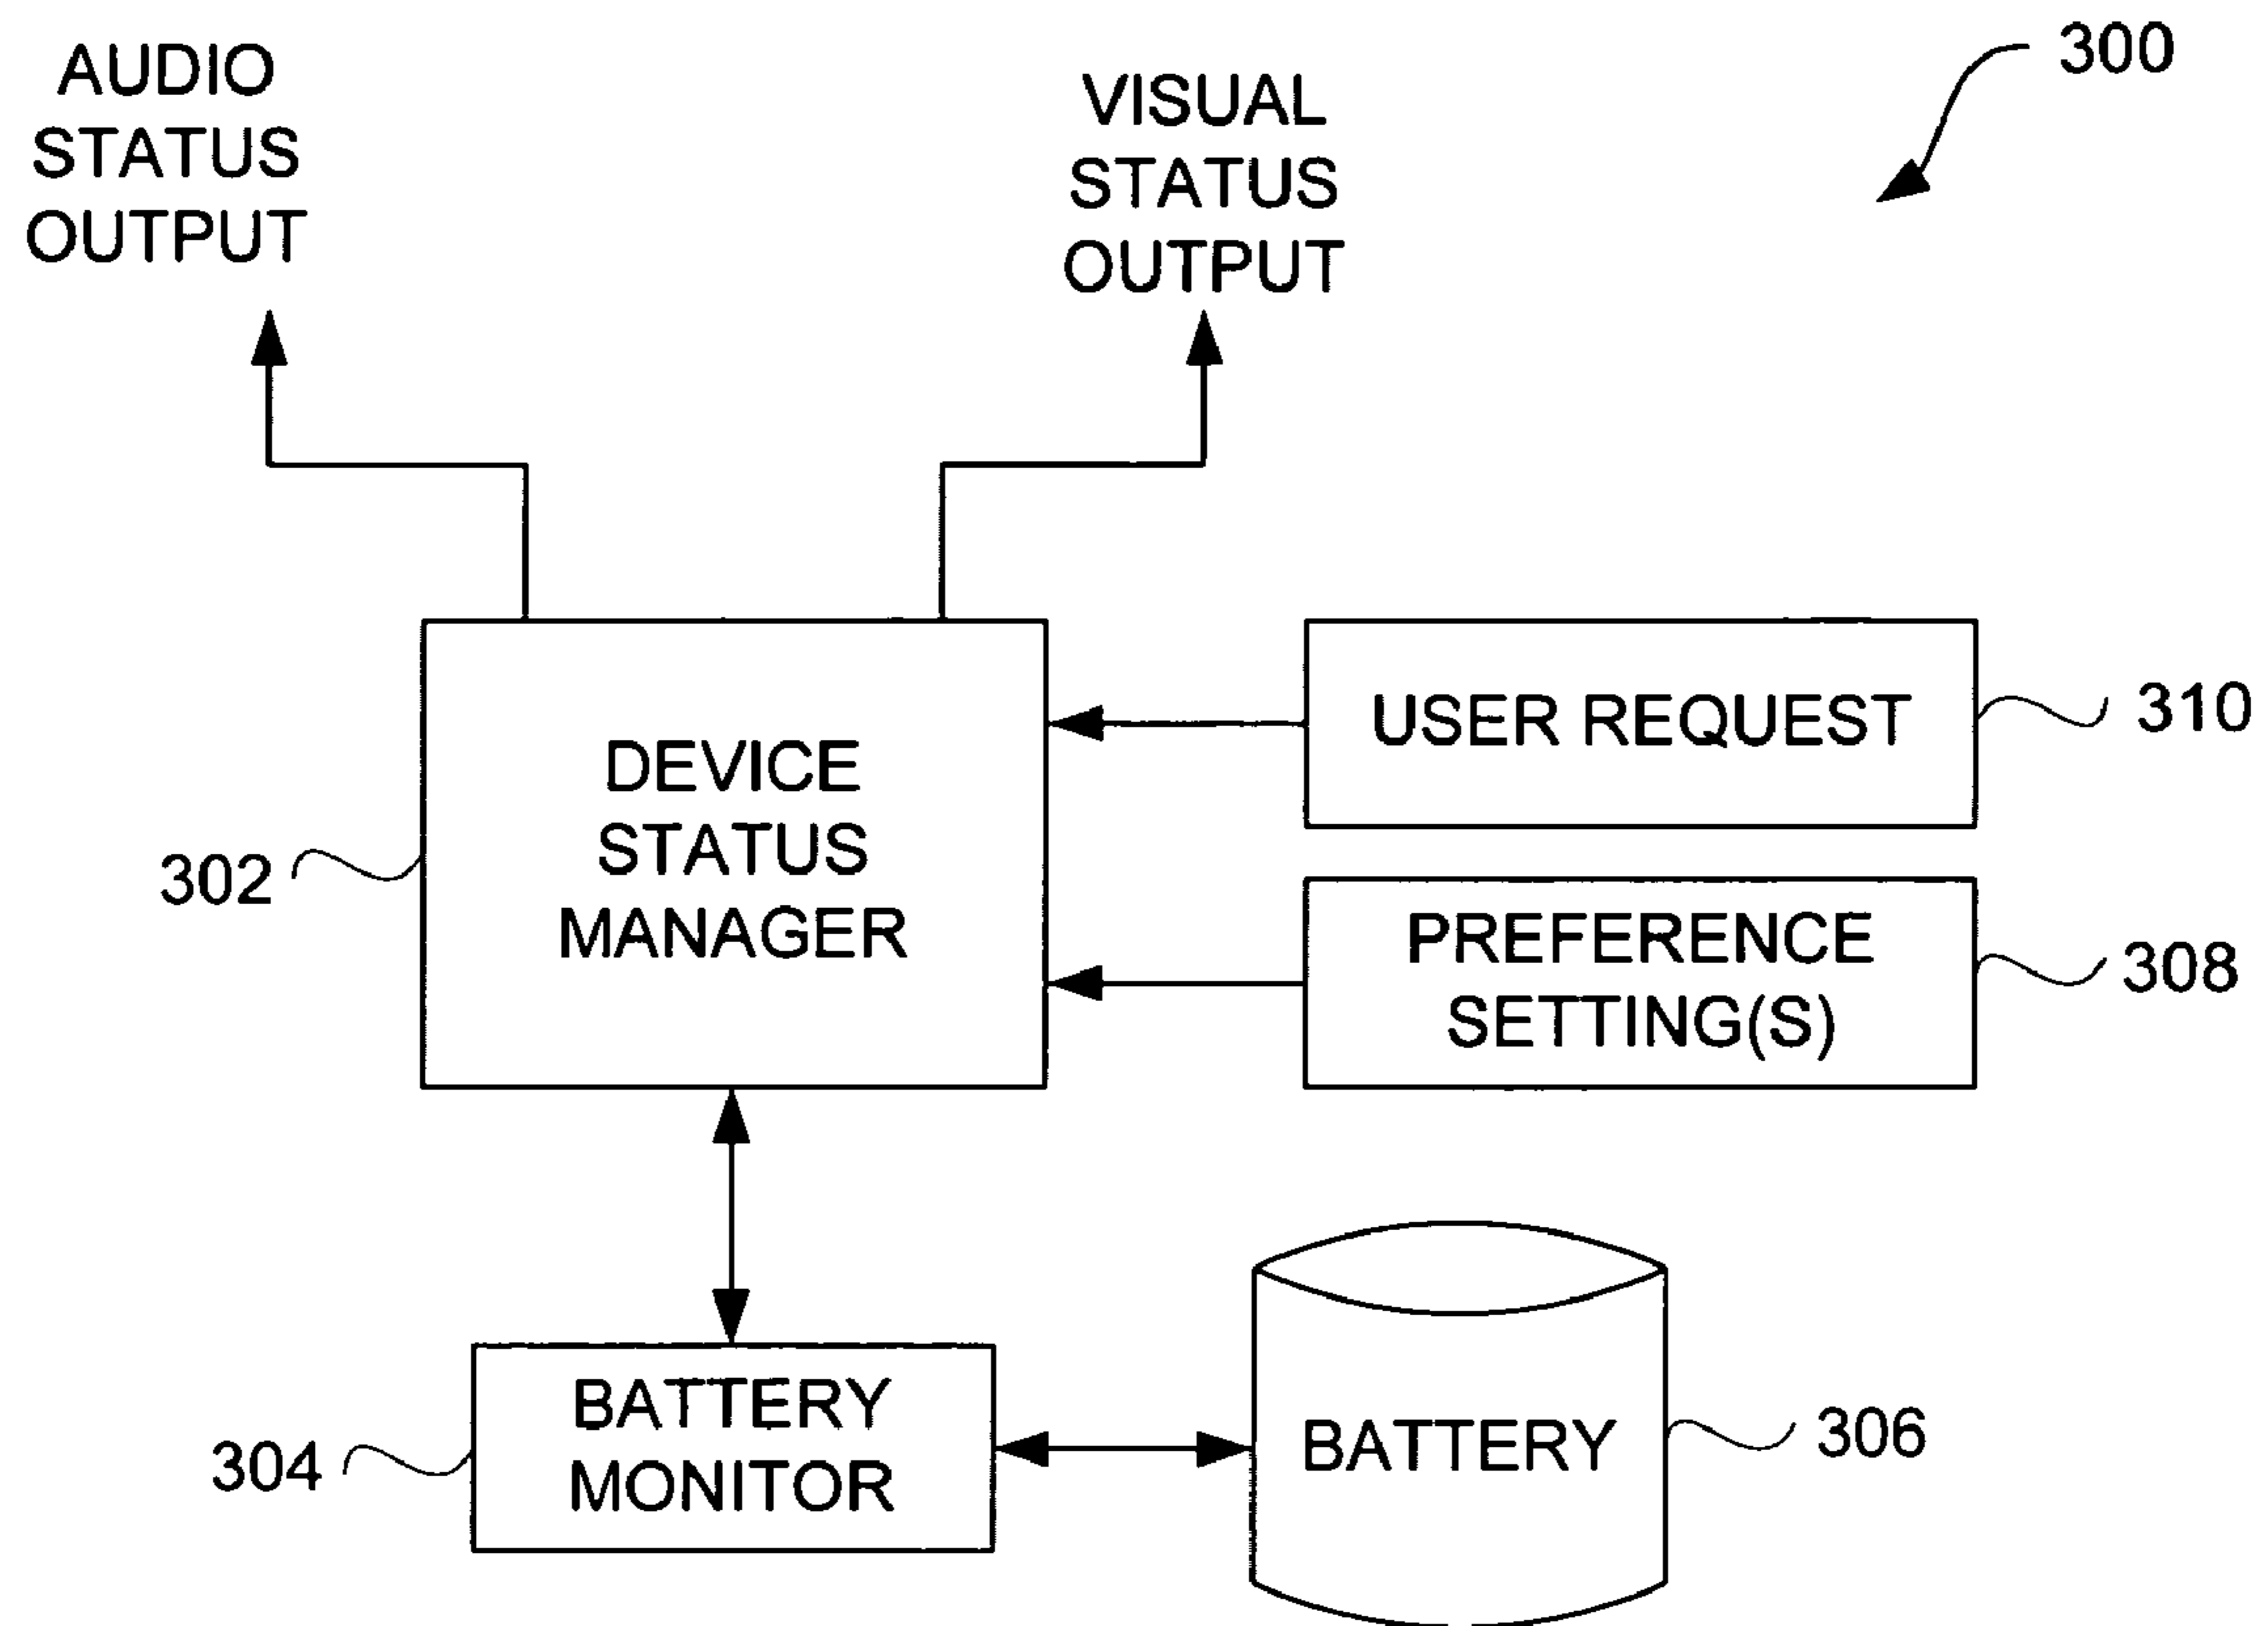 AUDIO
STATUS
OUTPUT
VISUAL
STATUS
OUTPUT
300
DEVICE
STATUS
MANAGER
302
USER REQUEST
310
PREFERENCE
SETTING(S)
308
BATTERY
MONITOR
304
BATTERY
306